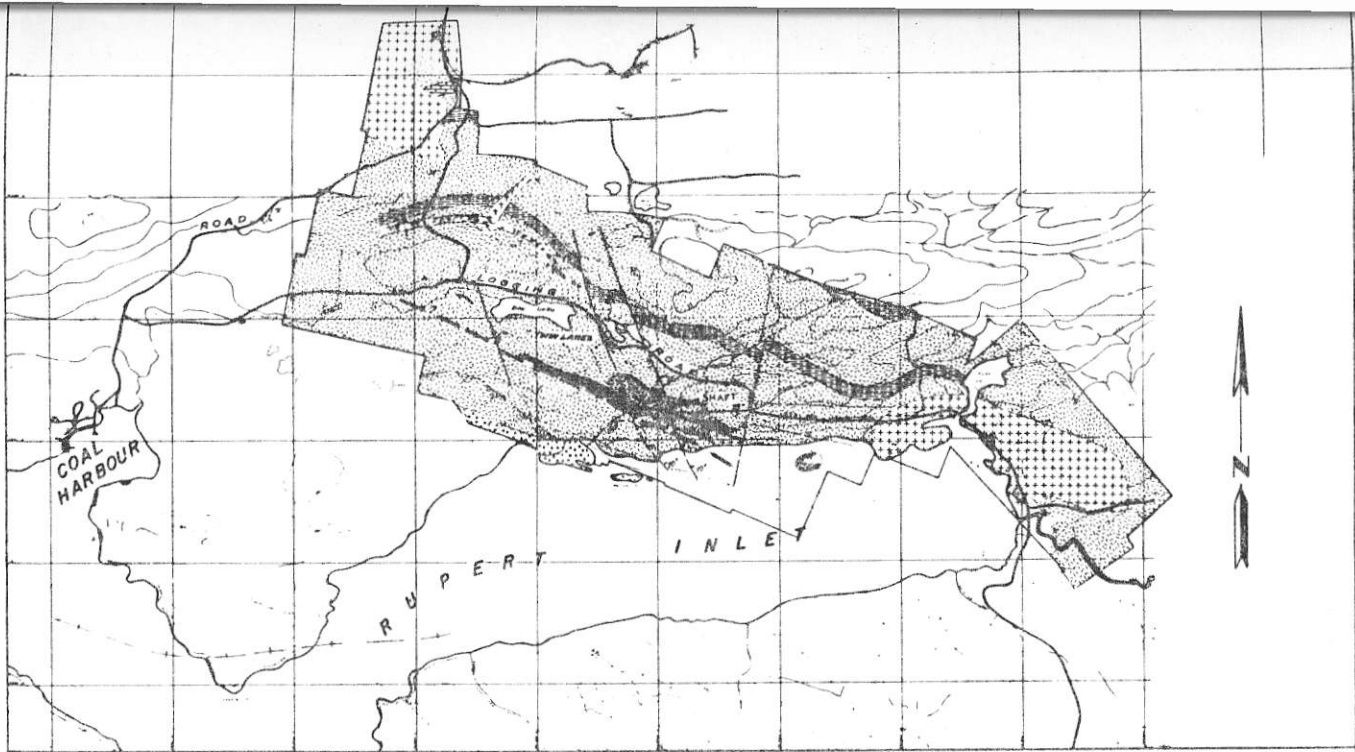 ROAD
LOGGING
TWIN LAKES
ROAD
SHAFT
COAL
HARBOUR
N
RUPERT INLET